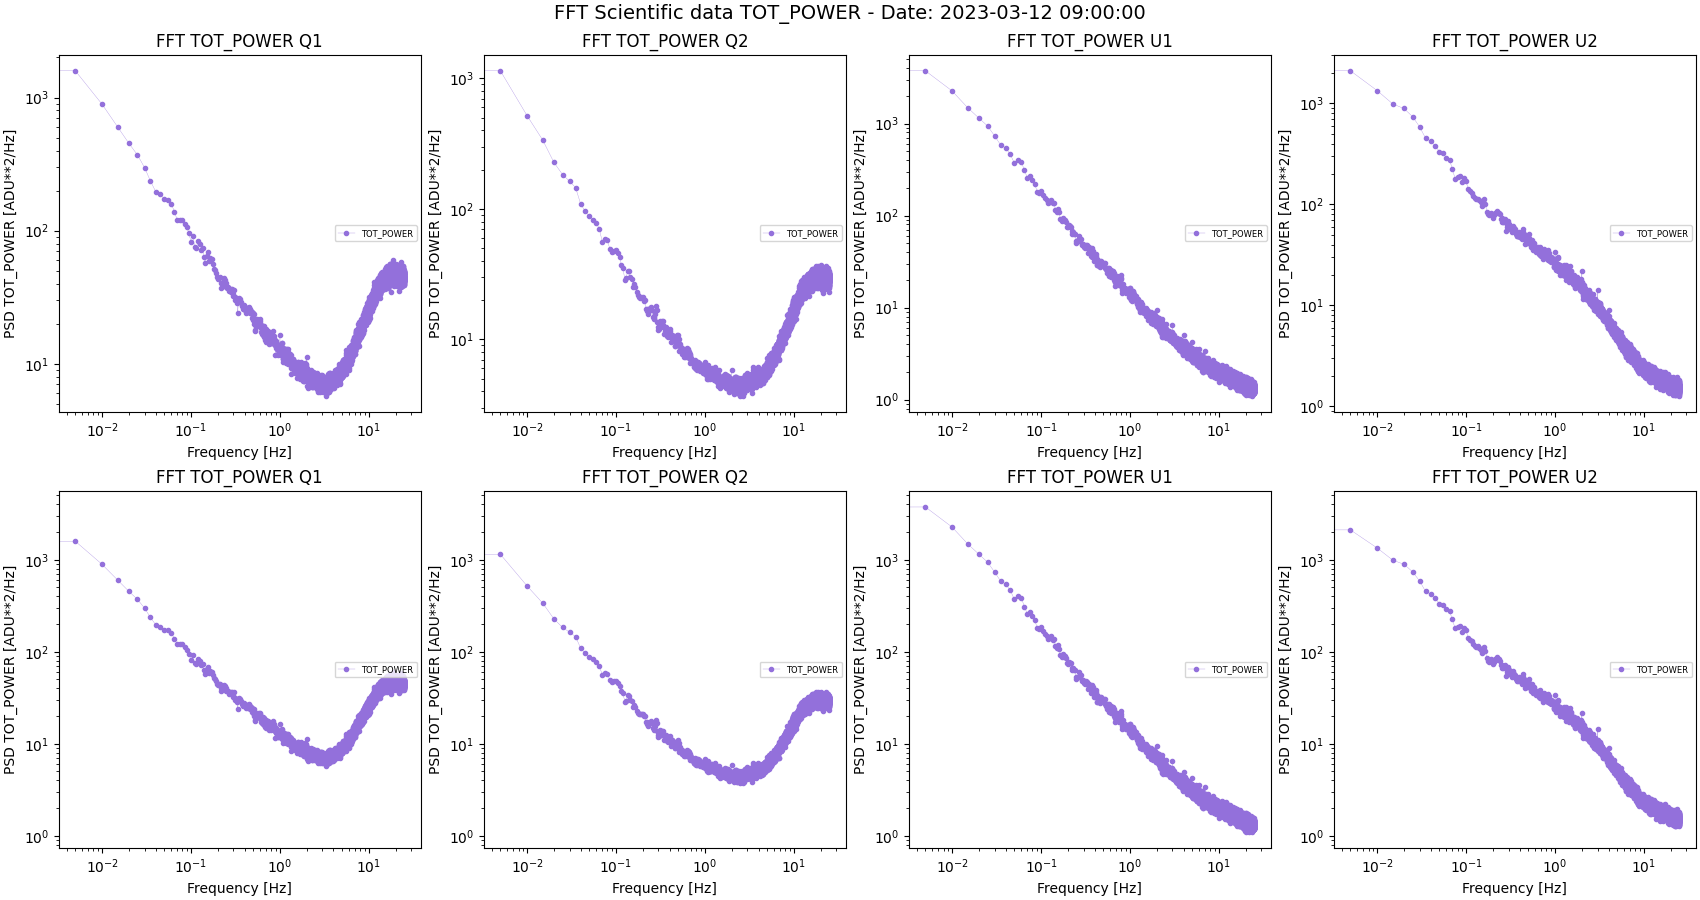 FFT Scientific data TOT_POWER - Date: 2023-03-12 09:00:00
FFT TOT_POWER Q1
FFT TOT_POWER Q2
FFT TOT_POWER U1
FFT TOT_POWER U2
PSD TOT_POWER [ADU**2/Hz]
10³
10²
10¹
TOT_POWER
10⁻² 10⁻¹ 10⁰ 10¹
Frequency [Hz]
PSD TOT_POWER [ADU**2/Hz]
10³
10²
10¹
TOT_POWER
10⁻² 10⁻¹ 10⁰ 10¹
Frequency [Hz]
PSD TOT_POWER [ADU**2/Hz]
10³
10²
10¹
10⁰
TOT_POWER
10⁻² 10⁻¹ 10⁰ 10¹
Frequency [Hz]
PSD TOT_POWER [ADU**2/Hz]
10³
10²
10¹
10⁰
TOT_POWER
10⁻² 10⁻¹ 10⁰ 10¹
Frequency [Hz]
FFT TOT_POWER Q1
FFT TOT_POWER Q2
FFT TOT_POWER U1
FFT TOT_POWER U2
PSD TOT_POWER [ADU**2/Hz]
10³
10²
10¹
10⁰
TOT_POWER
10⁻² 10⁻¹ 10⁰ 10¹
Frequency [Hz]
PSD TOT_POWER [ADU**2/Hz]
10³
10²
10¹
10⁰
TOT_POWER
10⁻² 10⁻¹ 10⁰ 10¹
Frequency [Hz]
PSD TOT_POWER [ADU**2/Hz]
10³
10²
10¹
10⁰
TOT_POWER
10⁻² 10⁻¹ 10⁰ 10¹
Frequency [Hz]
PSD TOT_POWER [ADU**2/Hz]
10³
10²
10¹
10⁰
TOT_POWER
10⁻² 10⁻¹ 10⁰ 10¹
Frequency [Hz]